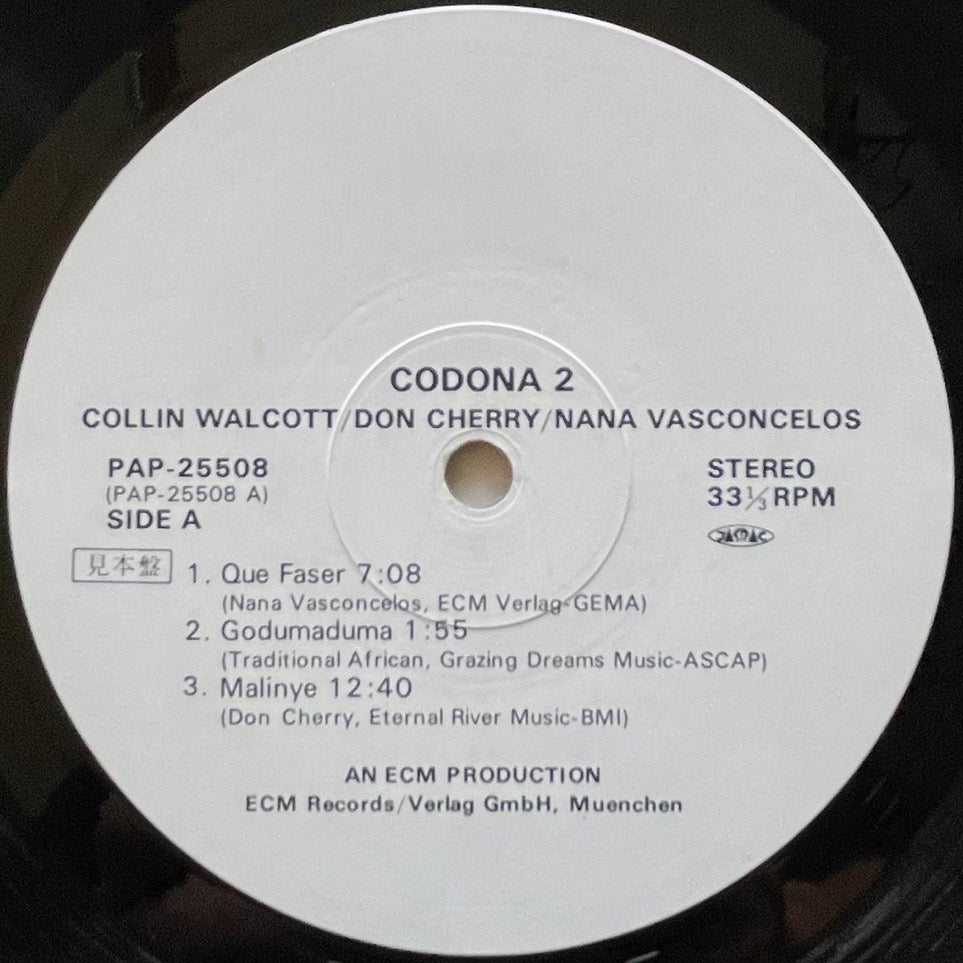 CODONA 2
COLLIN WALCOTT/DON CHERRY/NANA VASCONCELOS
PAP-25508
(PAP-25508 A)
SIDE A
STEREO
33⅓RPM
見本盤
1. Que Faser 7:08
(Nana Vasconcelos, ECM Verlag-GEMA)
2. Godumaduma 1:55
(Traditional African, Grazing Dreams Music-ASCAP)
3. Malinye 12:40
(Don Cherry, Eternal River Music-BMI)
AN ECM PRODUCTION
ECM Records/Verlag GmbH, Muenchen